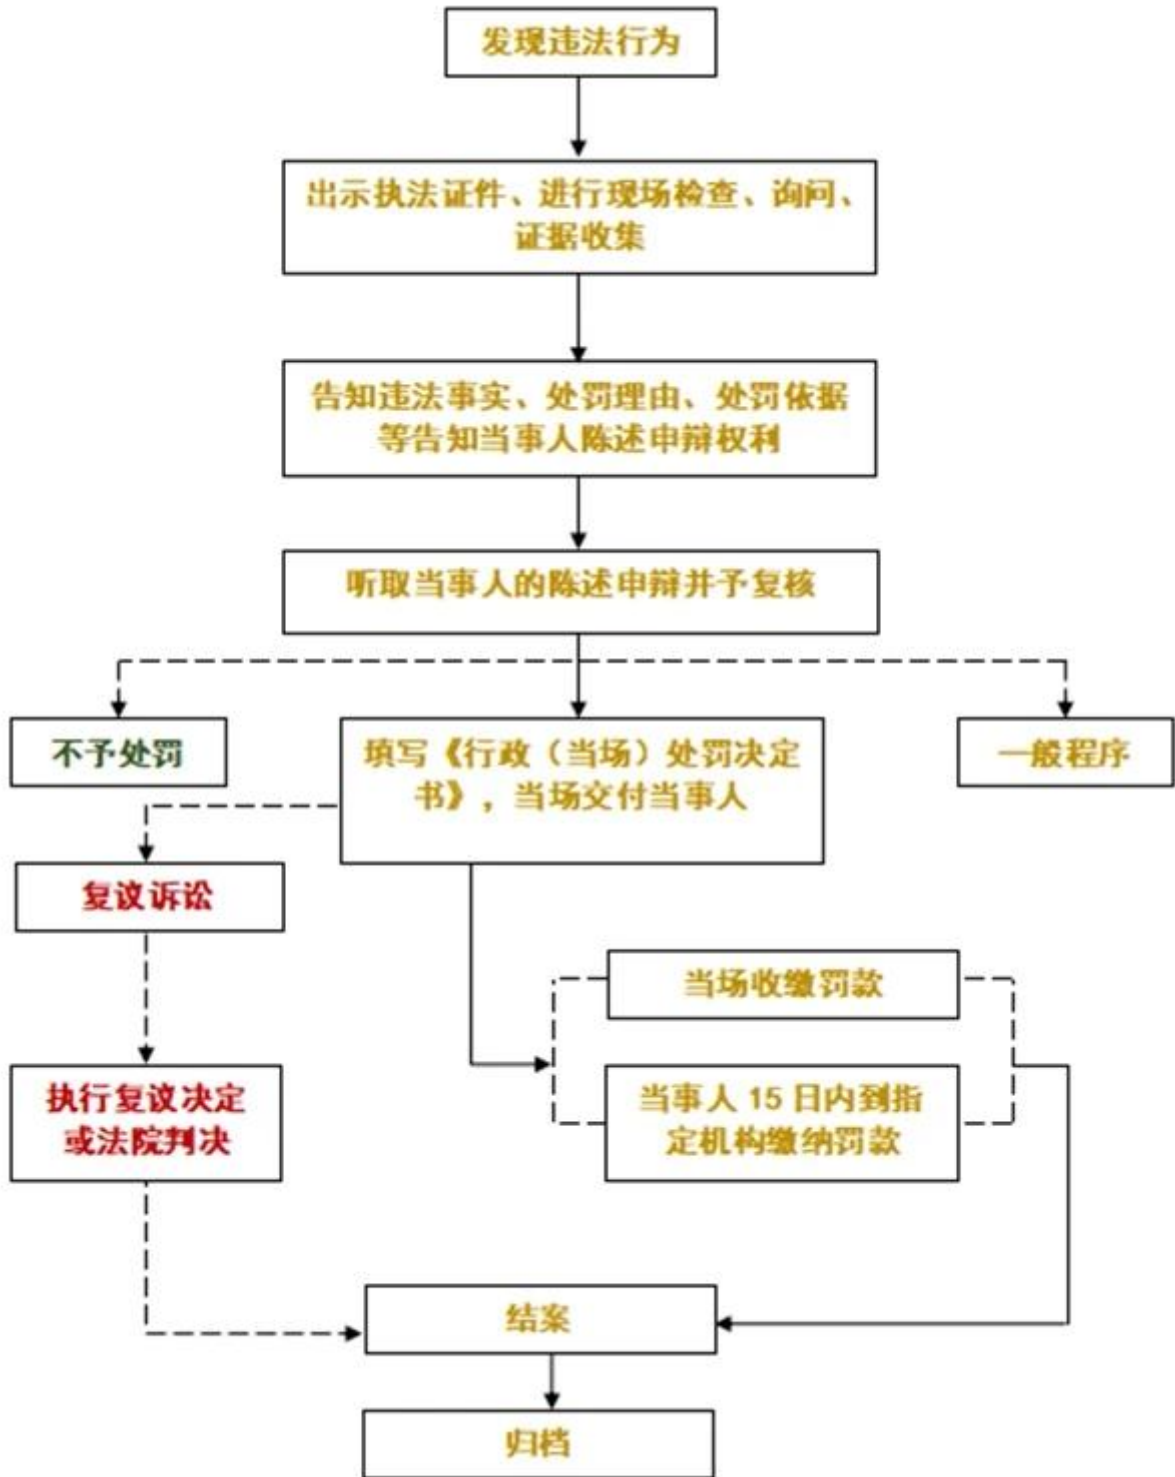 发现违法行为
出示执法证件、进行现场检查、询问、
证据收集
告知违法事实、处罚理由、处罚依据
等告知当事人陈述申辩权利
听取当事人的陈述申辩并予复核
不予处罚
填写《行政（当场）处罚决定
书》，当场交付当事人
一般程序
复议诉讼
当场收缴罚款
执行复议决定
或法院判决
当事人 15 日内到指
定机构缴纳罚款
结案
归档